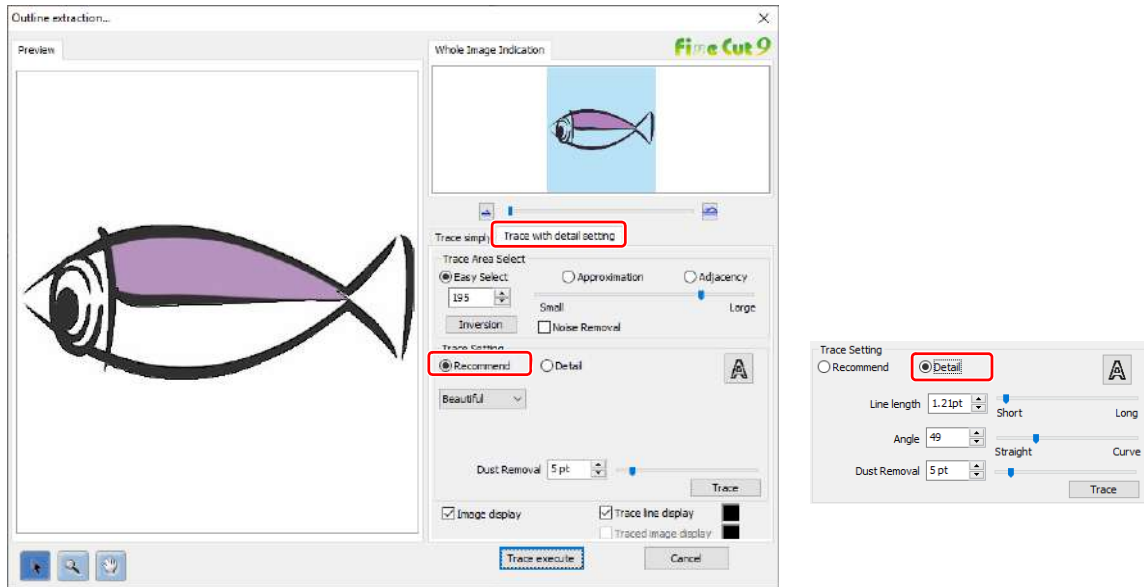 Outline extraction...
Preview
Whole Image Indication
Fine Cut 9
Trace simply
Trace with detail setting
Trace Area Select
Easy Select
Approximation
Adjacency
195
Small
Large
Inversion
Noise Removal
Trace Setting
Recommend
Detail
A
Beautiful
Dust Removal
5 pt
Trace
Image display
Trace line display
Traced image display
Trace execute
Cancel
Trace Setting
Recommend
Detail
A
Line length
1.21pt
Short
Long
Angle
49
Straight
Curve
Dust Removal
5 pt
Trace